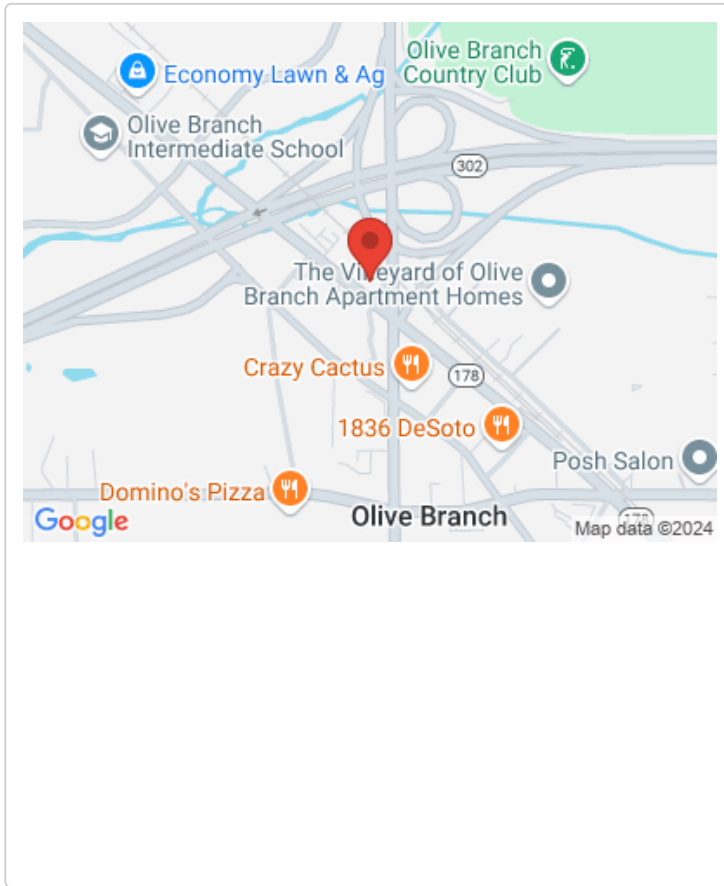 Olive Branch
Country Club
Economy Lawn & Ag
Olive Branch
Intermediate School
302
The Vineyard of Olive
Branch Apartment Homes
Crazy Cactus
178
1836 DeSoto
Posh Salon
Domino's Pizza
Olive Branch
178
Google
Map data ©2024